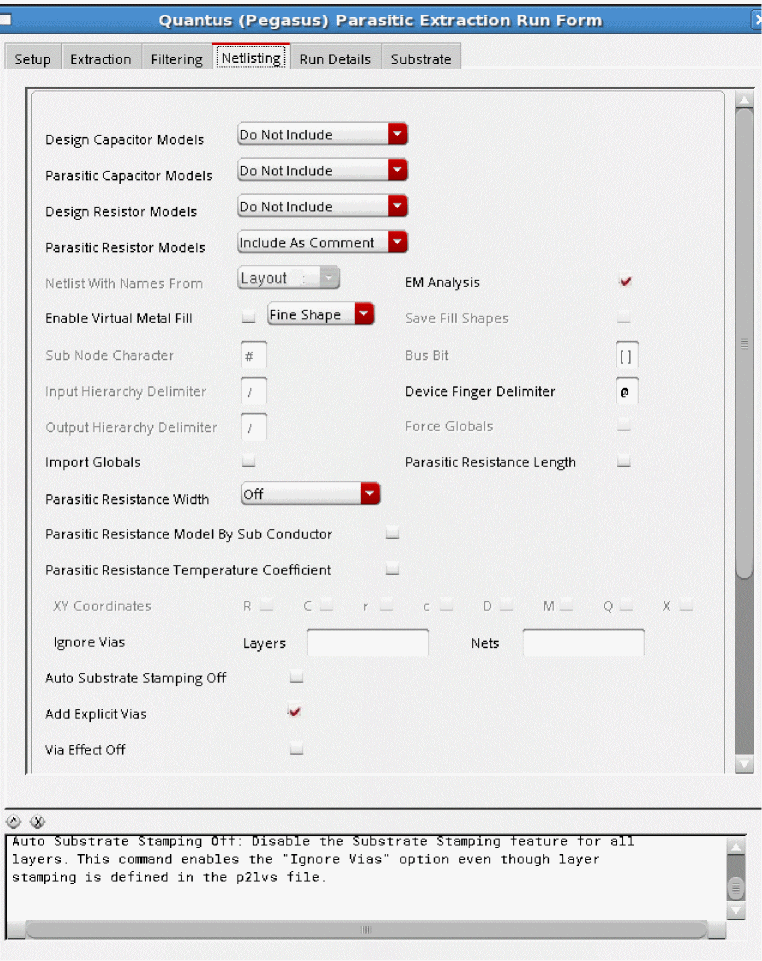 Quantus (Pegasus) Parasitic Extraction Run Form
Setup Extraction Filtering Netlisting Run Details Substrate
Design Capacitor Models Do Not Include
Parasitic Capacitor Models Do Not Include
Design Resistor Models Do Not Include
Parasitic Resistor Models Include As Comment
Netlist With Names From Layout EM Analysis
Enable Virtual Metal Fill Fine Shape Save Fill Shapes
Sub Node Character # Bus Bit []
Input Hierarchy Delimiter / Device Finger Delimiter @
Output Hierarchy Delimiter / Force Globals
Import Globals Parasitic Resistance Length
Parasitic Resistance Width Off
Parasitic Resistance Model By Sub Conductor
Parasitic Resistance Temperature Coefficient
XY Coordinates R C r c D M Q X
Ignore Vias Layers Nets
Auto Substrate Stamping Off
Add Explicit Vias
Via Effect Off
Auto Substrate Stamping Off: Disable the Substrate Stamping feature for all
layers. This command enables the "Ignore Vias" option even though layer
stamping is defined in the p2lvs file.